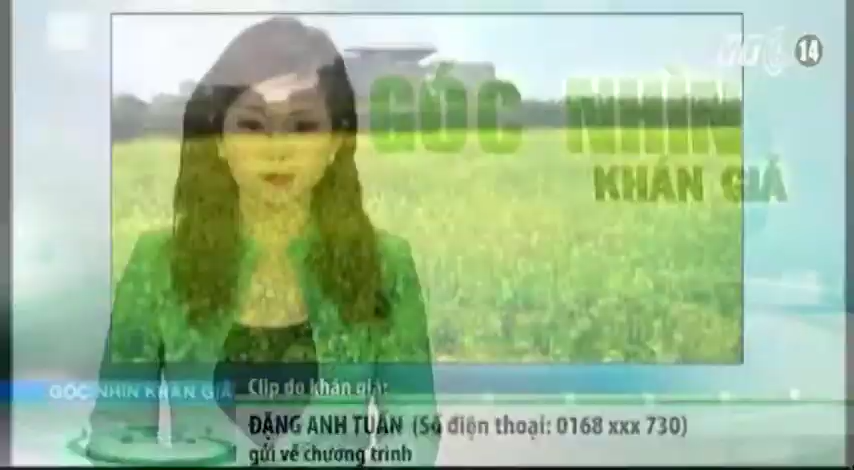 14
GÓC NHÌN
KHÁN GIẢ
GÓC NHÌN KHÁN GIẢ
Clip do khán giả:
ĐẶNG ANH TUẤN (Số điện thoại: 0168 xxx 730)
gửi về chương trình